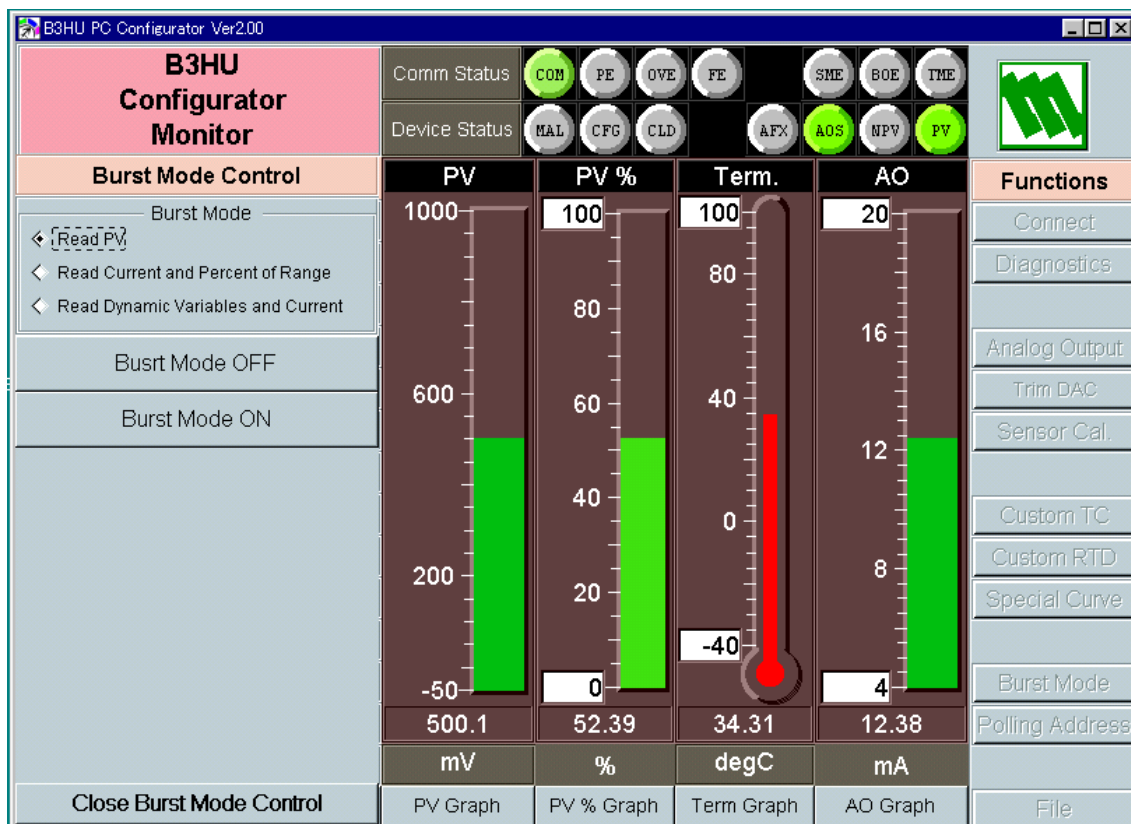 B3HU PC Configurator Ver2.00
B3HU
Configurator
Monitor
Comm Status COM PE OVE FE SME BOE TME
Device Status MAL CFG CLD AFX AOS NPV PV
Burst Mode Control
Burst Mode
Read PV
Read Current and Percent of Range
Read Dynamic Variables and Current
Busrt Mode OFF
Burst Mode ON
Close Burst Mode Control
PV
1000
600
200
-50
500.1
mV
PV Graph
PV %
100
80
60
40
20
0
52.39
%
PV % Graph
Term.
100
80
40
0
-40
34.31
degC
Term Graph
AO
20
16
12
8
4
12.38
mA
AO Graph
Functions
Connect
Diagnostics
Analog Output
Trim DAC
Sensor Cal.
Custom TC
Custom RTD
Special Curve
Burst Mode
Polling Address
File